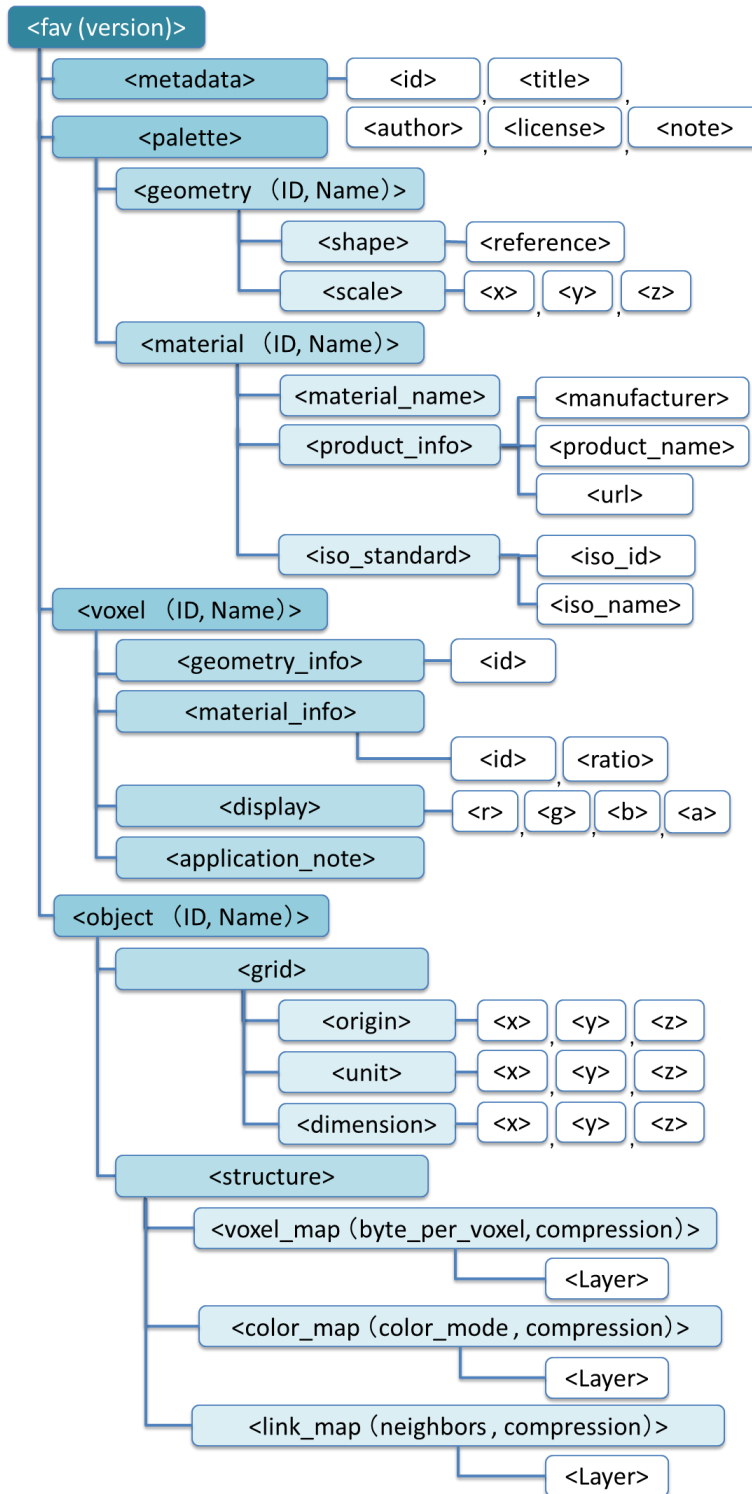 <fav (version)>
<metadata> <id> , <title> ,
<author> , <license> , <note>
<palette>
<geometry （ID, Name)>
<shape> <reference>
<scale> <x> , <y> , <z>
<material （ID, Name)>
<material_name>
<manufacturer>
<product_info> <product_name>
<url>
<iso_standard> <iso_id>
<iso_name>
<voxel （ID, Name)>
<geometry_info> <id>
<material_info>
<id> , <ratio>
<display> <r> , <g> , <b> , <a>
<application_note>
<object （ID, Name)>
<grid>
<origin> <x> , <y> , <z>
<unit> <x> , <y> , <z>
<dimension> <x> , <y> , <z>
<structure>
<voxel_map （byte_per_voxel, compression)>
<Layer>
<color_map （color_mode , compression)>
<Layer>
<link_map （neighbors , compression)>
<Layer>